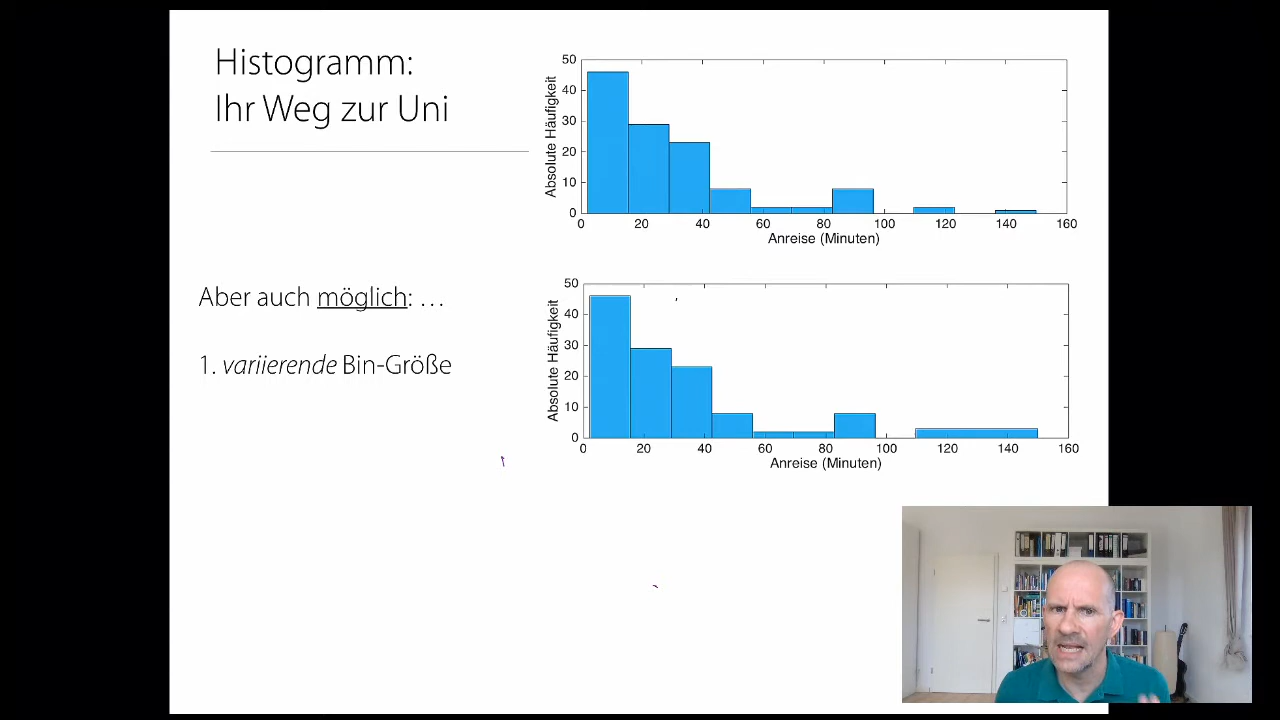 Histogramm:
Ihr Weg zur Uni
50
40
30
20
10
0
Absolute Häufigkeit
0 20 40 60 80 100 120 140 160
Anreise (Minuten)
Aber auch möglich: …
1. variierende Bin-Größe
50
40
30
20
10
0
Absolute Häufigkeit
0 20 40 60 80 100 120 140 160
Anreise (Minuten)